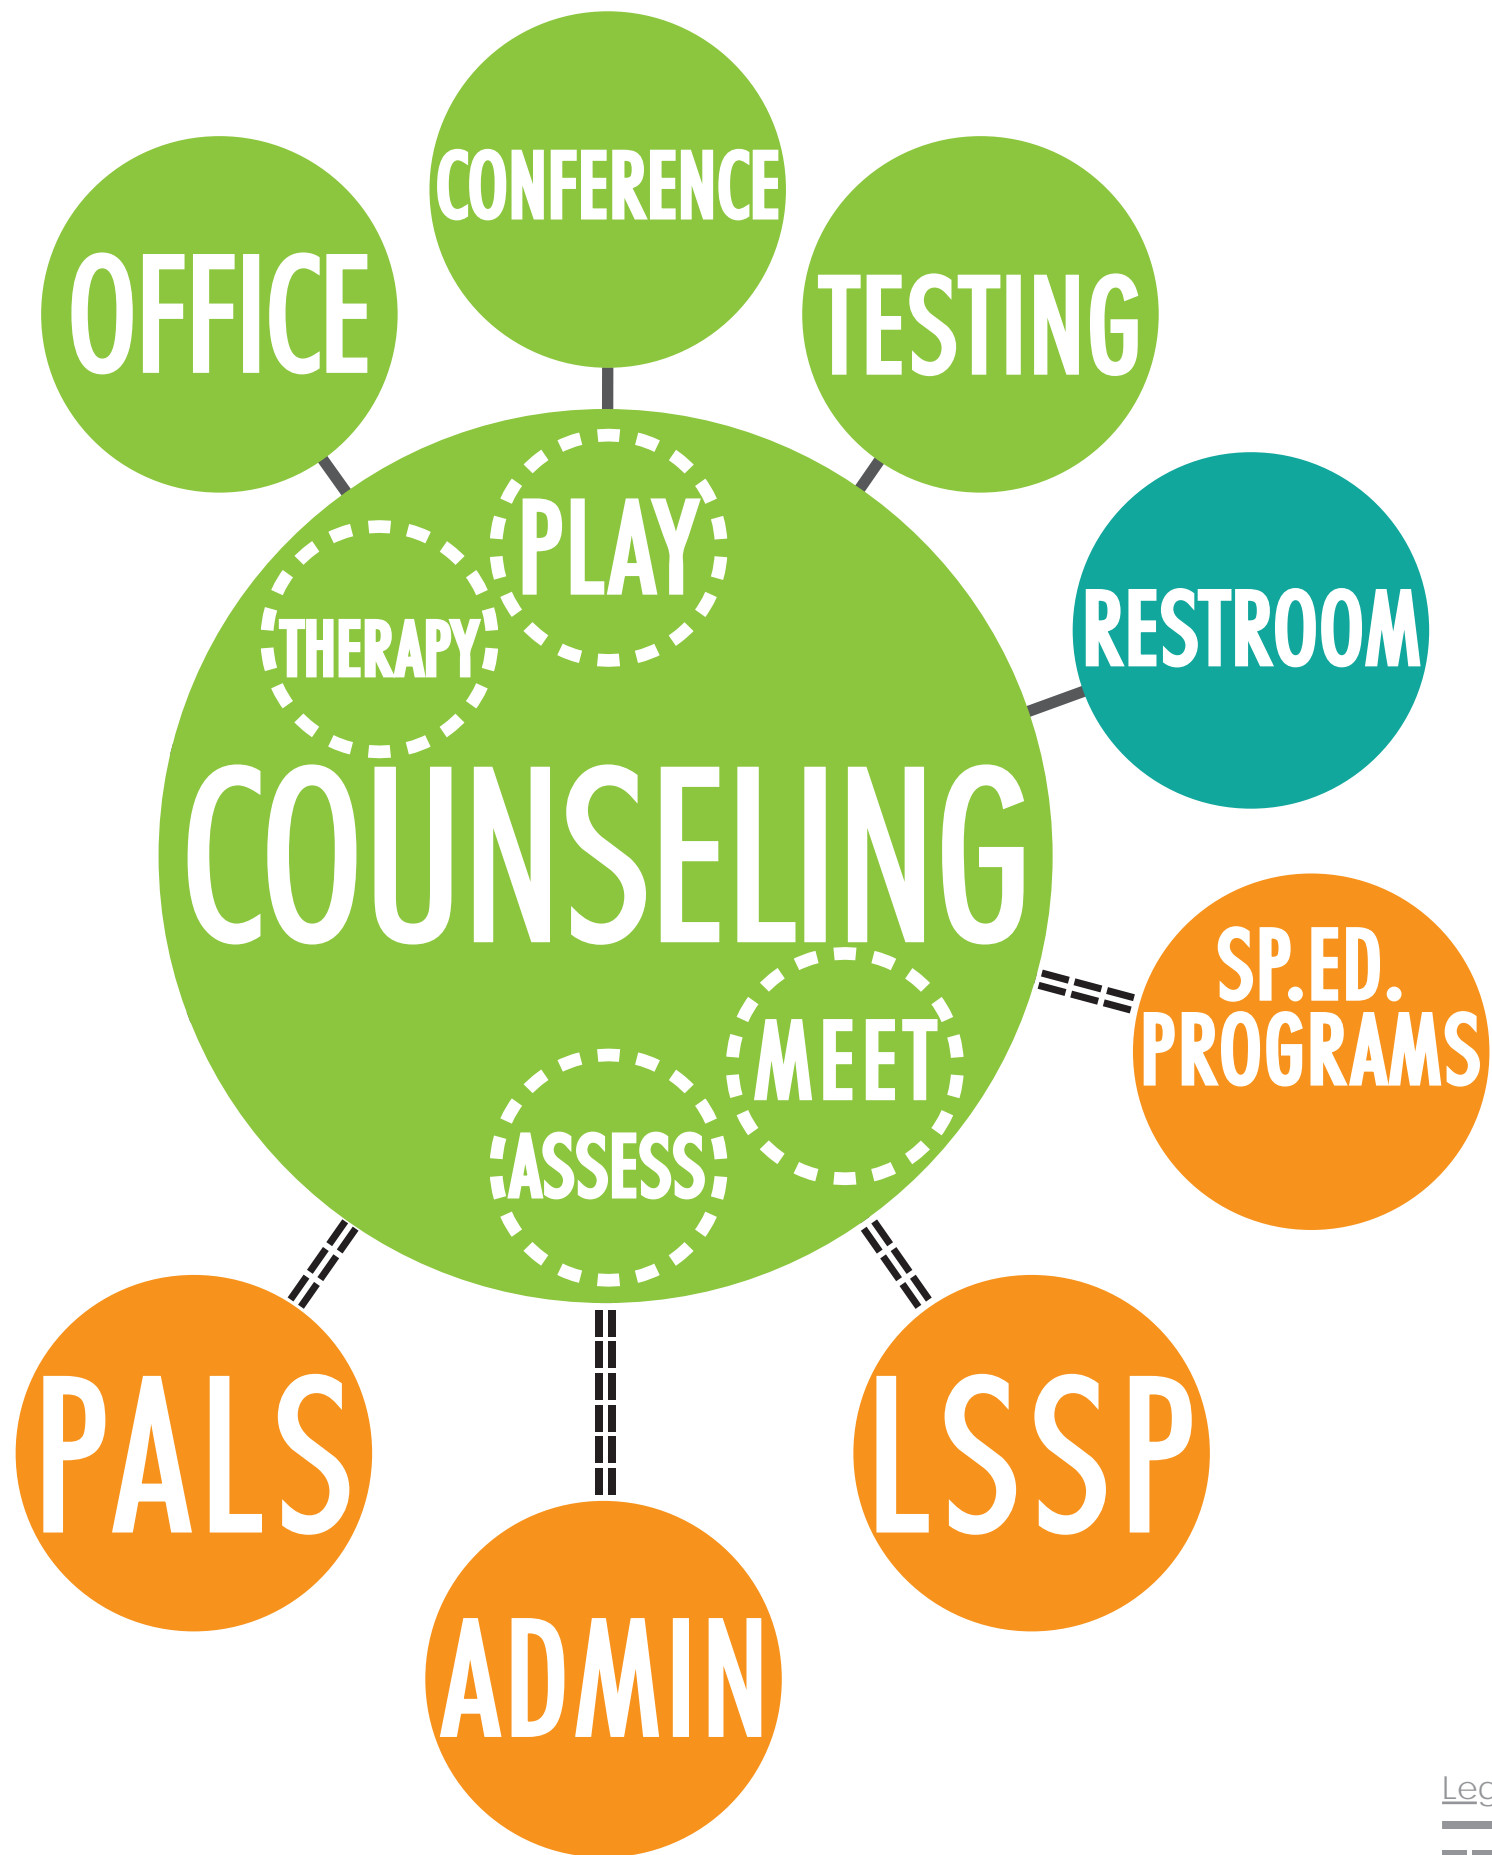 CONFERENCE
OFFICE
TESTING
PLAY
THERAPY
RESTROOM
COUNSELING
SP.ED.
PROGRAMS
MEET
ASSESS
PALS
LSSP
ADMIN